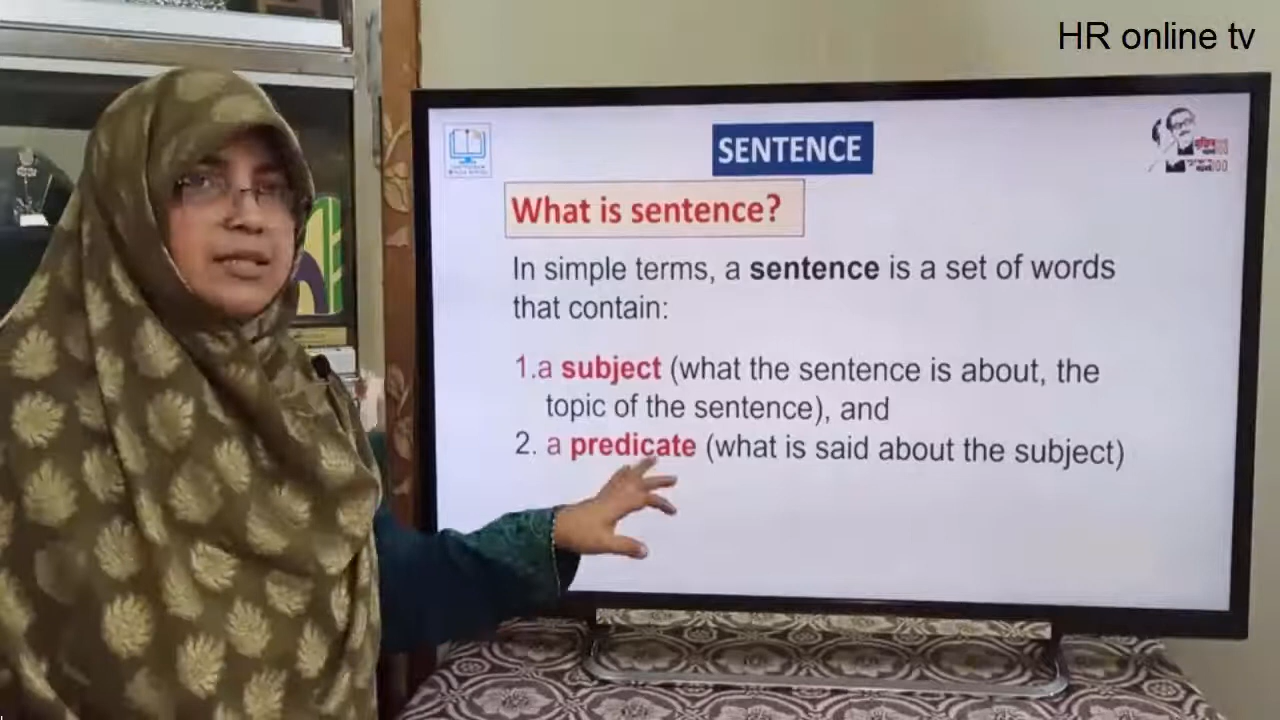 HR online tv
SENTENCE
What is sentence?
In simple terms, a sentence is a set of words
that contain:
1.a subject (what the sentence is about, the
topic of the sentence), and
2. a predicate (what is said about the subject)